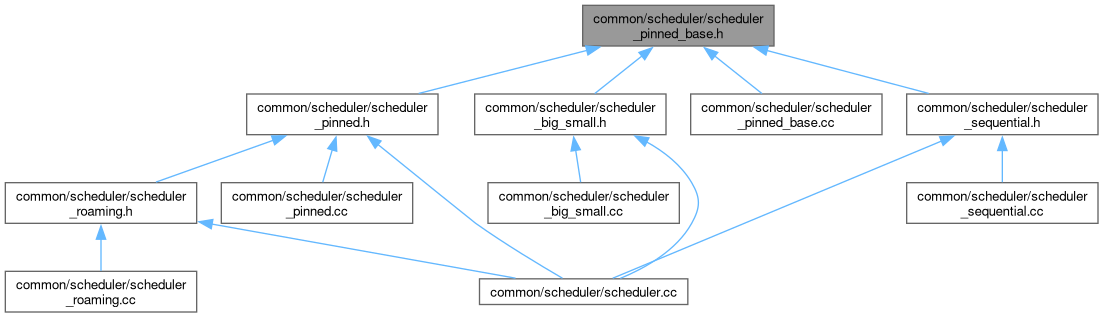 common/scheduler/scheduler
_pinned_base.h
common/scheduler/scheduler
_pinned.h
common/scheduler/scheduler
_big_small.h
common/scheduler/scheduler
_pinned_base.cc
common/scheduler/scheduler
_sequential.h
common/scheduler/scheduler
_roaming.h
common/scheduler/scheduler
_pinned.cc
common/scheduler/scheduler
_big_small.cc
common/scheduler/scheduler
_sequential.cc
common/scheduler/scheduler
_roaming.cc
common/scheduler/scheduler.cc